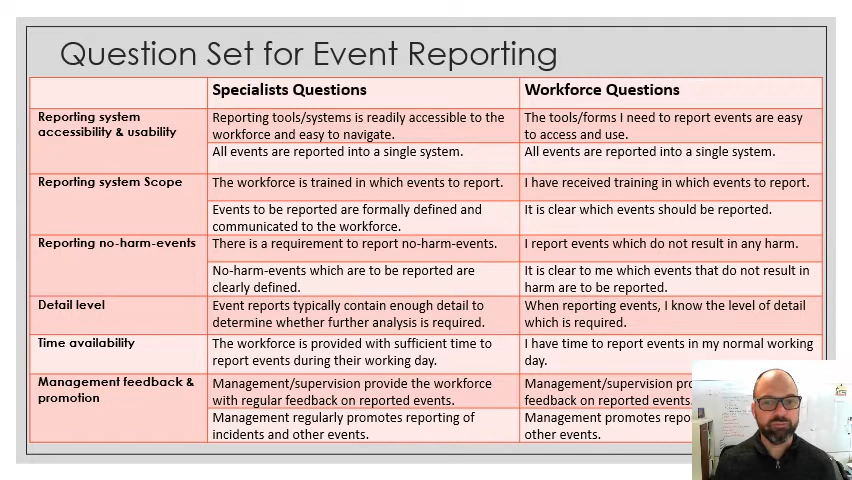 Question Set for Event Reporting
Specialists Questions
Workforce Questions
Reporting system
accessibility & usability
Reporting tools/systems is readily accessible to the
workforce and easy to navigate.
The tools/forms I need to report events are easy
to access and use.
All events are reported into a single system.
All events are reported into a single system.
Reporting system Scope
The workforce is trained in which events to report.
I have received training in which events to report.
Events to be reported are formally defined and
communicated to the workforce.
It is clear which events should be reported.
Reporting no-harm-events
There is a requirement to report no-harm-events.
I report events which do not result in any harm.
No-harm-events which are to be reported are
clearly defined.
It is clear to me which events that do not result in
harm are to be reported.
Detail level
Event reports typically contain enough detail to
determine whether further analysis is required.
When reporting events, I know the level of detail
which is required.
Time availability
The workforce is provided with sufficient time to
report events during their working day.
I have time to report events in my normal working
day.
Management feedback &
promotion
Management/supervision provide the workforce
with regular feedback on reported events.
Management/supervision
feedback on reported events.
Management regularly promotes reporting of
incidents and other events.
Management promotes
other events.